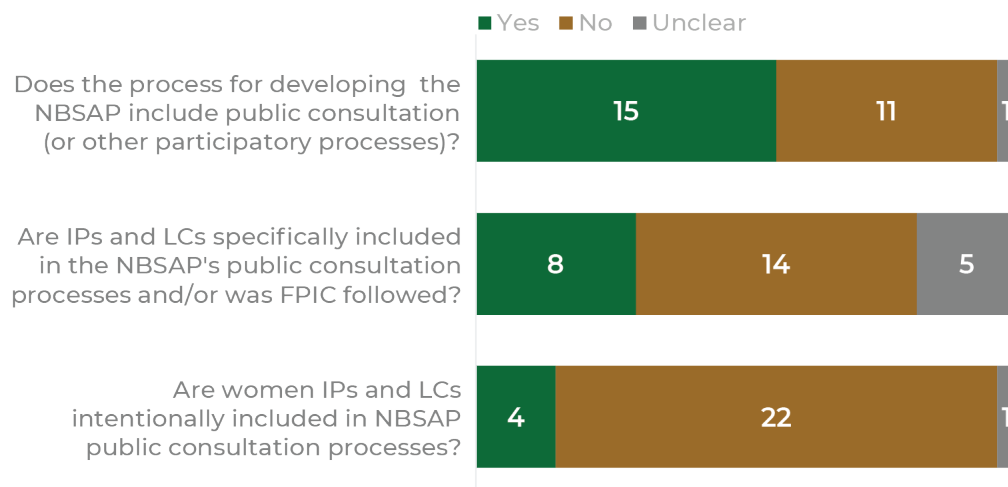 Yes No Unclear
Does the process for developing the
NBSAP include public consultation
(or other participatory processes)?
15 11 1
Are IPs and LCs specifically included
in the NBSAP's public consultation
processes and/or was FPIC followed?
8 14 5
Are women IPs and LCs
intentionally included in NBSAP
public consultation processes?
4 22 1